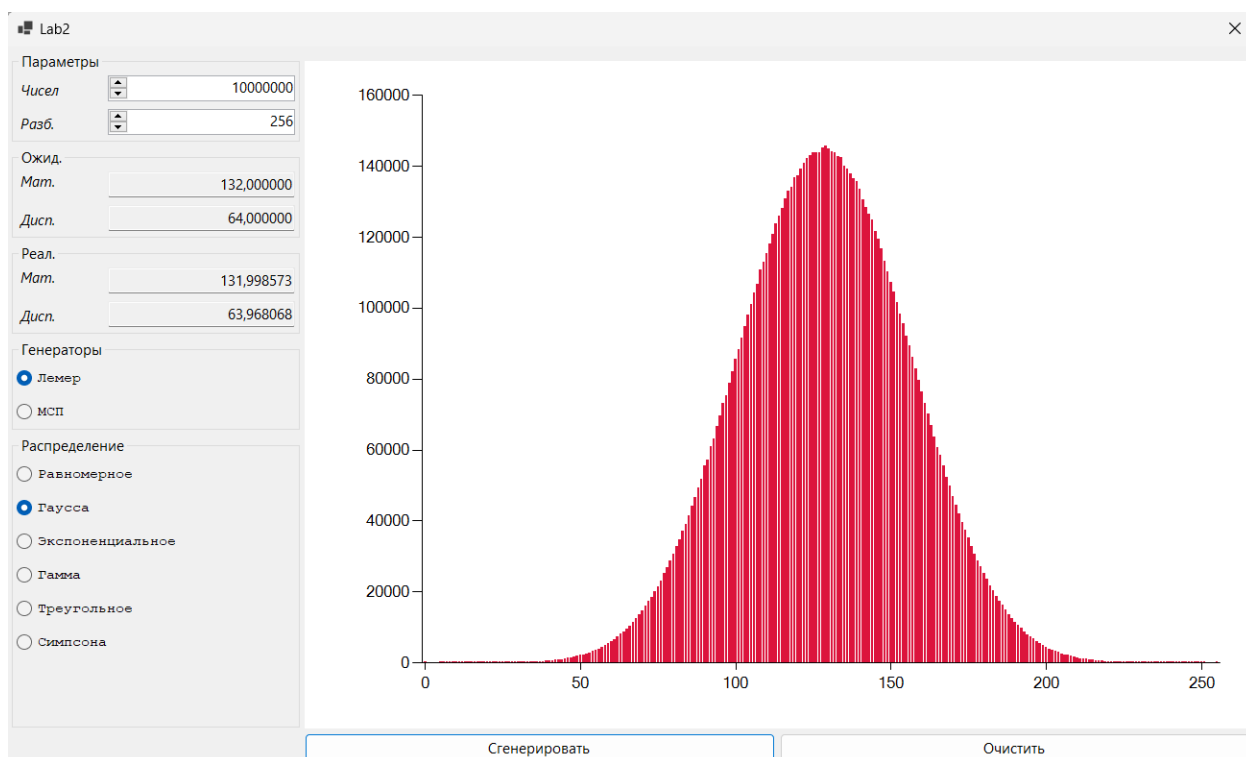 Lab2
Параметры
Чисел 10000000
Разб. 256
Ожид.
Мат. 132,000000
Дисп. 64,000000
Реал.
Мат. 131,998573
Дисп. 63,968068
Генераторы
Лемер
МСП
Распределение
Равномерное
Гаусса
Экспоненциальное
Гамма
Треугольное
Симпсона
160000
140000
120000
100000
80000
60000
40000
20000
0
0 50 100 150 200 250
Сгенерировать Очистить